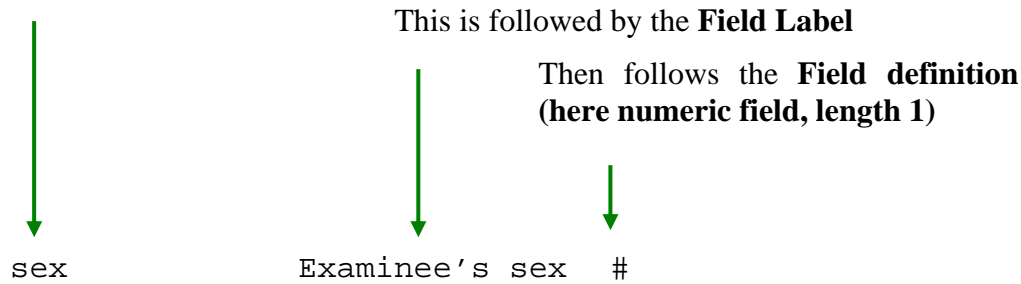 This is followed by the Field Label
Then follows the Field definition
(here numeric field, length 1)
sex Examinee’s sex #